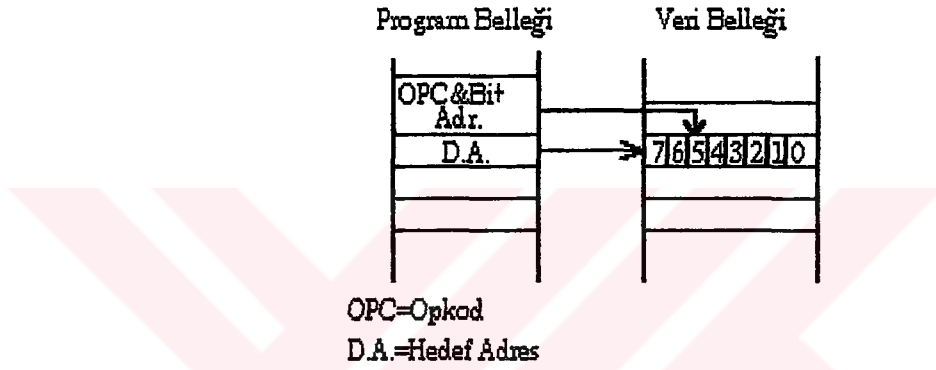 Program Belleği Veri Belleği
OPC&Bit
Adr.
D.A. 7 6 5 4 3 2 1 0
OPC=Opkod
D.A.=Hedef Adres